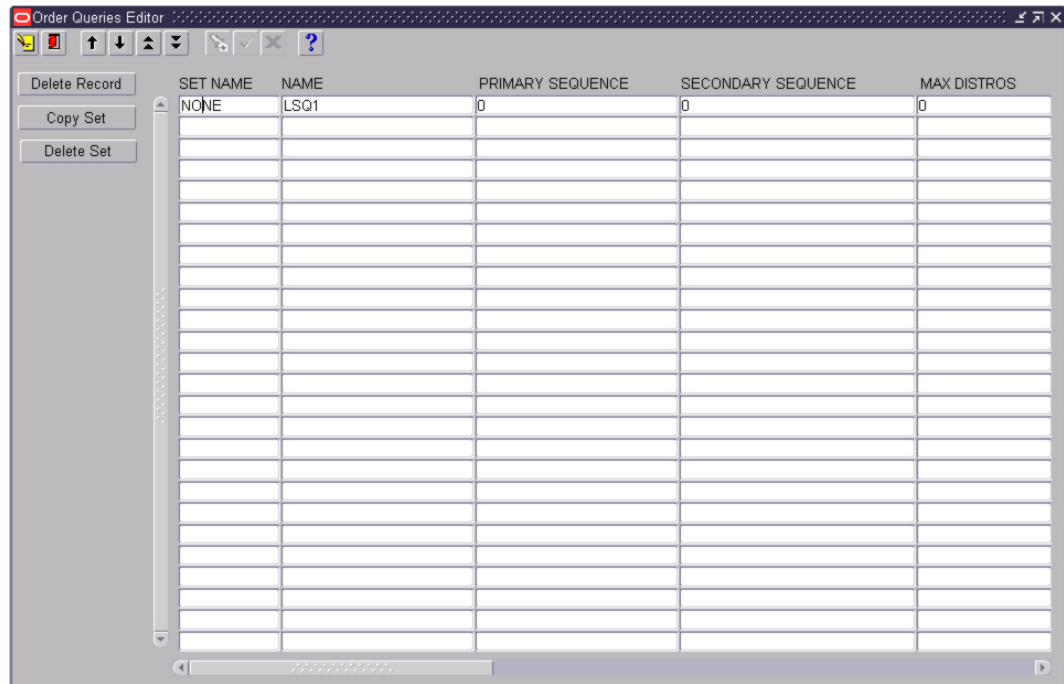 Order Queries Editor
Delete Record
Copy Set
Delete Set
SET NAME NAME PRIMARY SEQUENCE SECONDARY SEQUENCE MAX DISTROS
NONE LSQ1 0 0 0